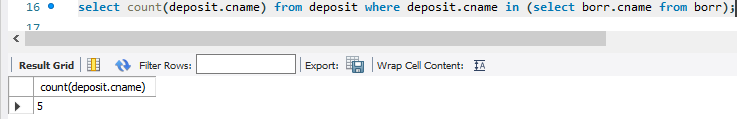 16 select count(deposit.cname) from deposit where deposit.cname in (select borr.cname from borr);
17
Result Grid Filter Rows: Export: Wrap Cell Content: IA
count(deposit.cname)
5